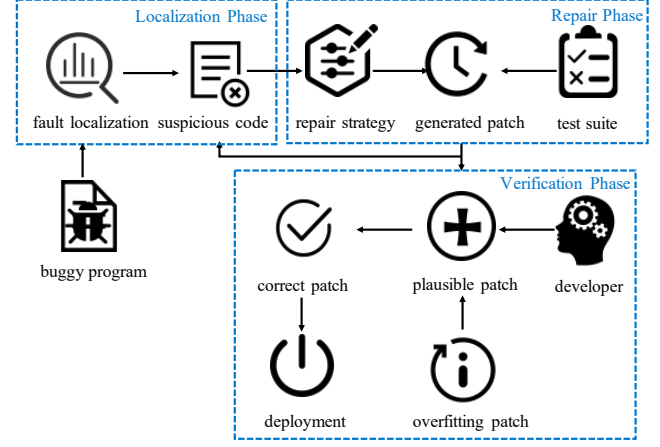 Localization Phase
Repair Phase
fault localization suspicious code
repair strategy generated patch test suite
Verification Phase
buggy program
correct patch plausible patch developer
deployment overfitting patch